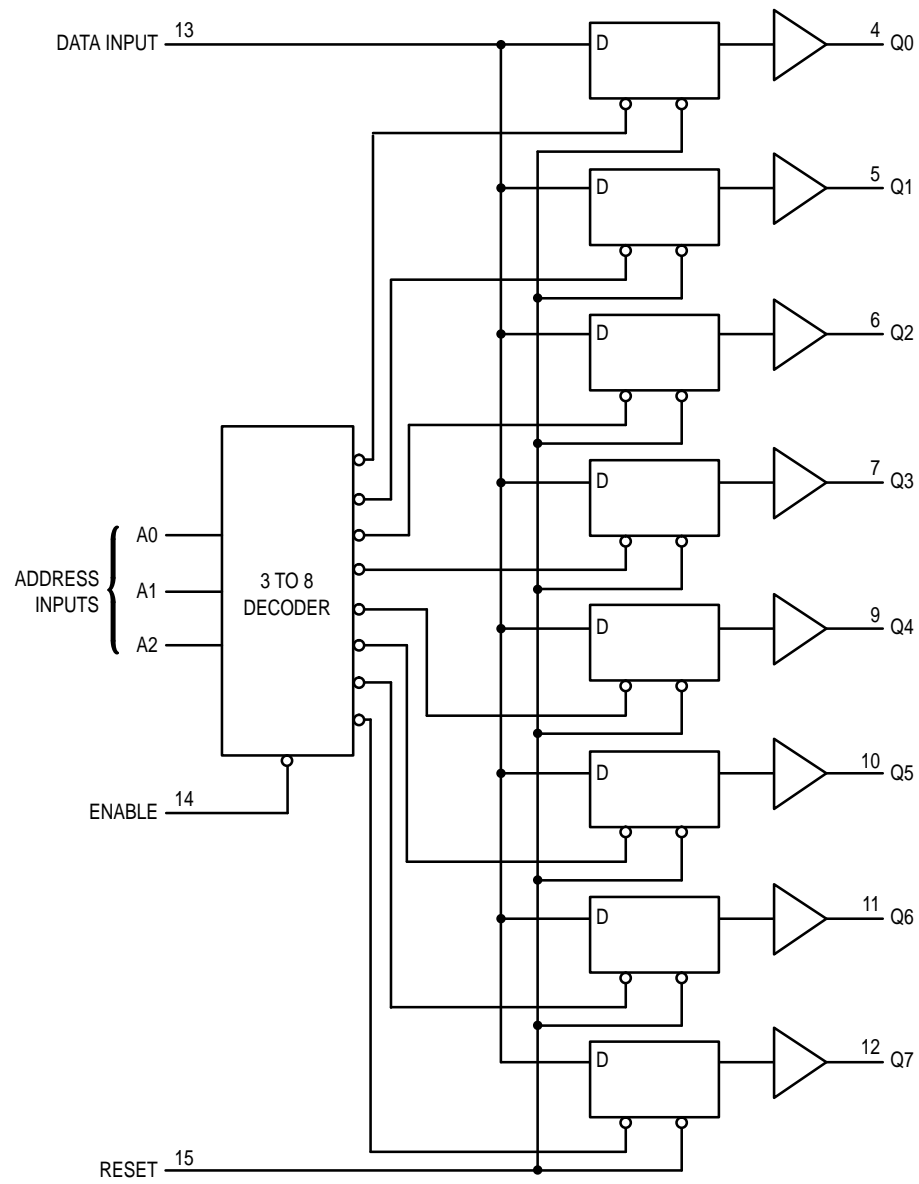 DATA INPUT 13
D
4 Q0
D
5 Q1
D
6 Q2
D
7 Q3
D
9 Q4
D
10 Q5
D
11 Q6
D
12 Q7
ADDRESS
INPUTS
A0
A1
A2
3 TO 8
DECODER
ENABLE 14
RESET 15